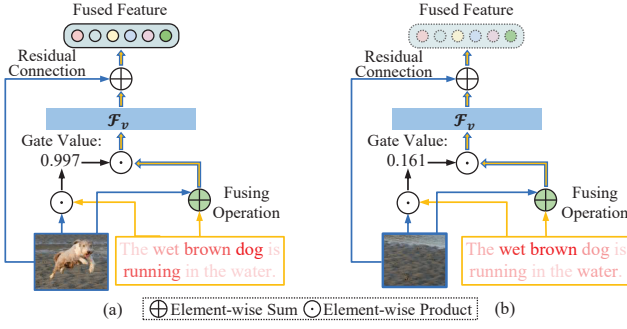 Fused Feature
Fused Feature
Residual
Connection
Residual
Connection
𝓕ᵥ
𝓕ᵥ
Gate Value:
0.997
Gate Value:
0.161
Fusing
Operation
Fusing
Operation
The wet brown dog is
running in the water.
The wet brown dog is
running in the water.
(a)
Element-wise Sum
Element-wise Product
(b)